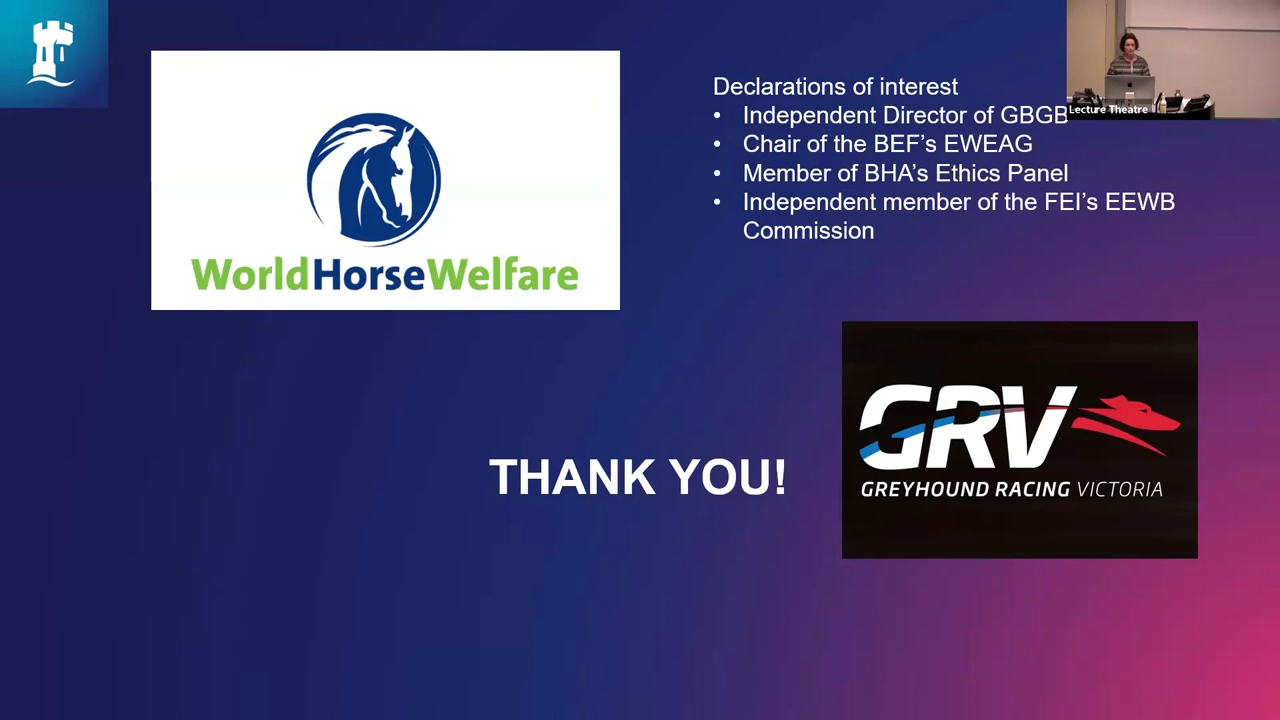 WorldHorseWelfare
Declarations of interest
• Independent Director of GBGB
• Chair of the BEF's EWEAG
• Member of BHA's Ethics Panel
• Independent member of the FEI's EEWB
Commission
Lecture Theatre
THANK YOU!
GRV
GREYHOUND RACING VICTORIA